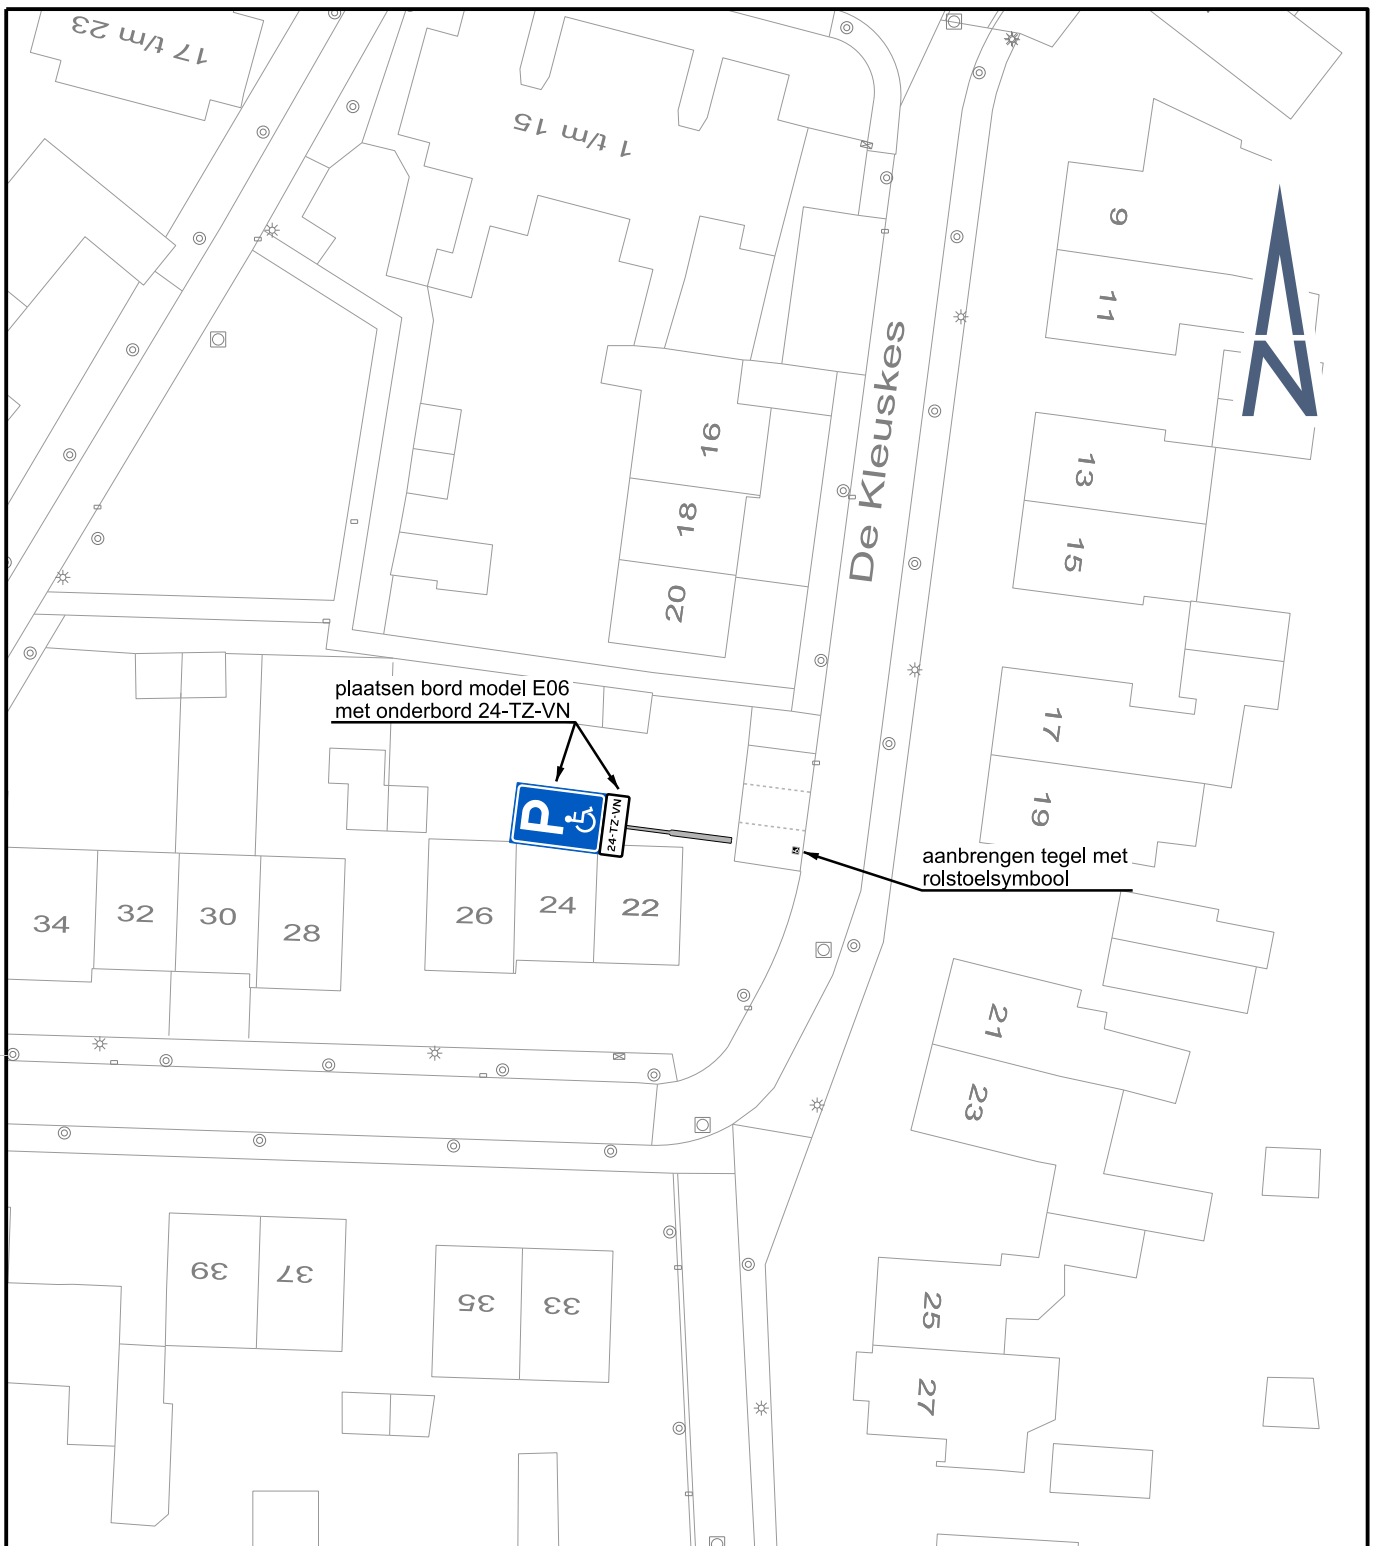 17 t/m 23
1 t/m 15
9
11
De Kleuskes
16
13
18
15
20
plaatsen bord model E06
met onderbord 24-TZ-VN
17
P
24-TZ-VN
19
aanbrengen tegel met
rolstoelsymbool
34
32
30
28
26
24
22
21
23
39
37
35
33
25
27
N